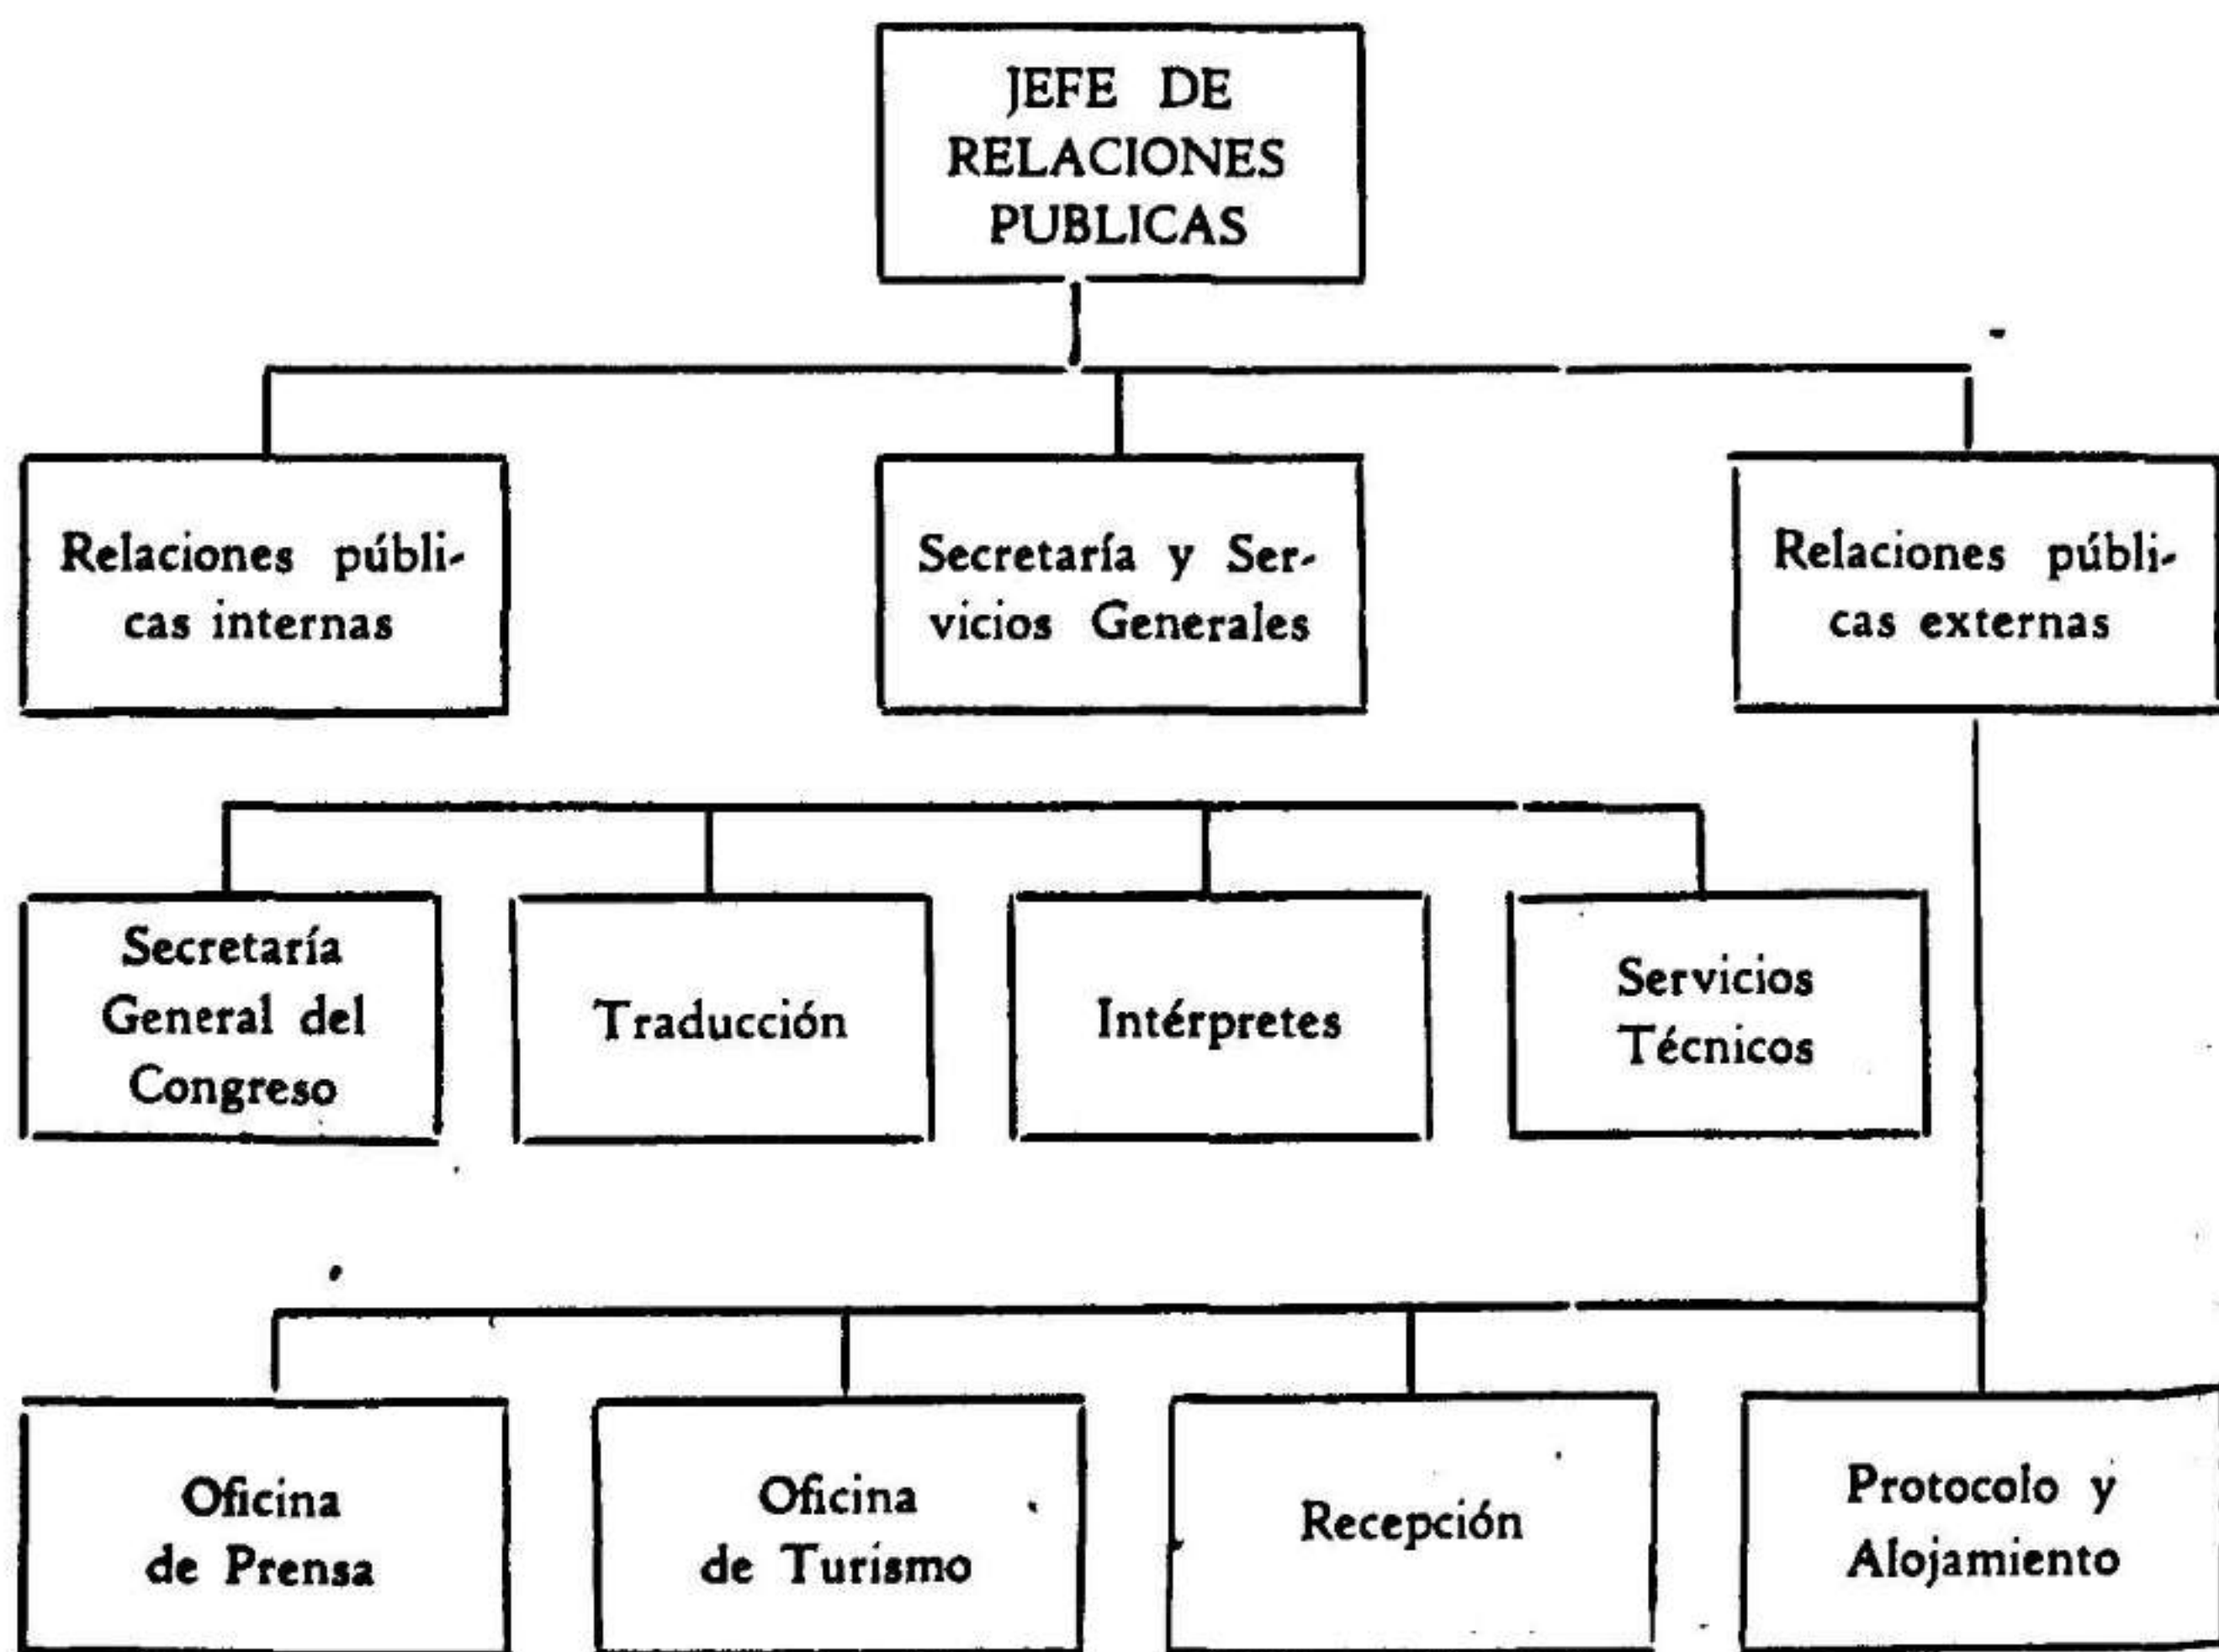 JEFE DE
RELACIONES
PUBLICAS
Relaciones públi-
cas internas
Secretaría y Ser-
vicios Generales
Relaciones públi-
cas externas
Secretaría
General del
Congreso
Traducción
Intérpretes
Servicios
Técnicos
Oficina
de Prensa
Oficina
de Turismo
Recepción
Protocolo y
Alojamiento